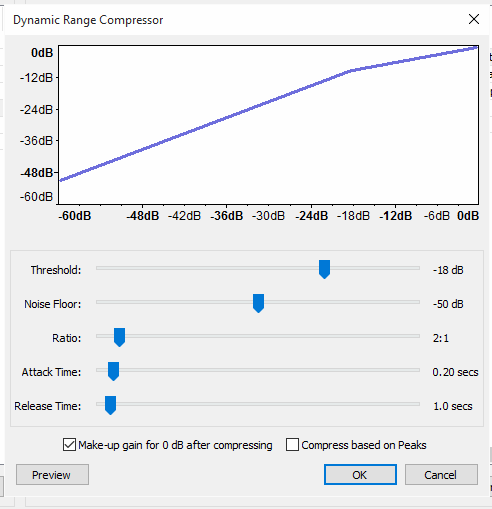 Dynamic Range Compressor
0dB
-12dB
-24dB
-36dB
-48dB
-60dB
-60dB -48dB -42dB -36dB -30dB -24dB -18dB -12dB -6dB 0dB
Threshold: -18 dB
Noise Floor: -50 dB
Ratio: 2:1
Attack Time: 0.20 secs
Release Time: 1.0 secs
Make-up gain for 0 dB after compressing Compress based on Peaks
Preview OK Cancel